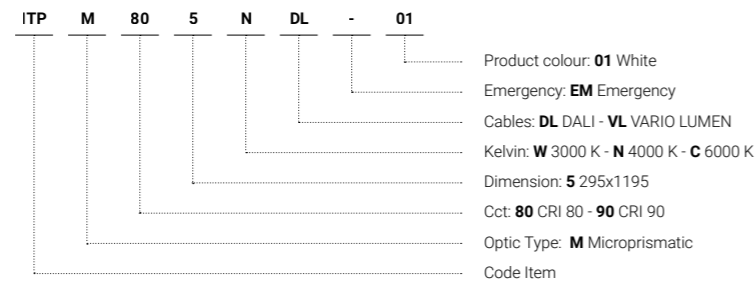 ITP M 80 5 N DL - 01
Product colour: 01 White
Emergency: EM Emergency
Cables: DL DALI - VL VARIO LUMEN
Kelvin: W 3000 K - N 4000 K - C 6000 K
Dimension: 5 295x1195
Cct: 80 CRI 80 - 90 CRI 90
Optic Type: M Microprismatic
Code Item